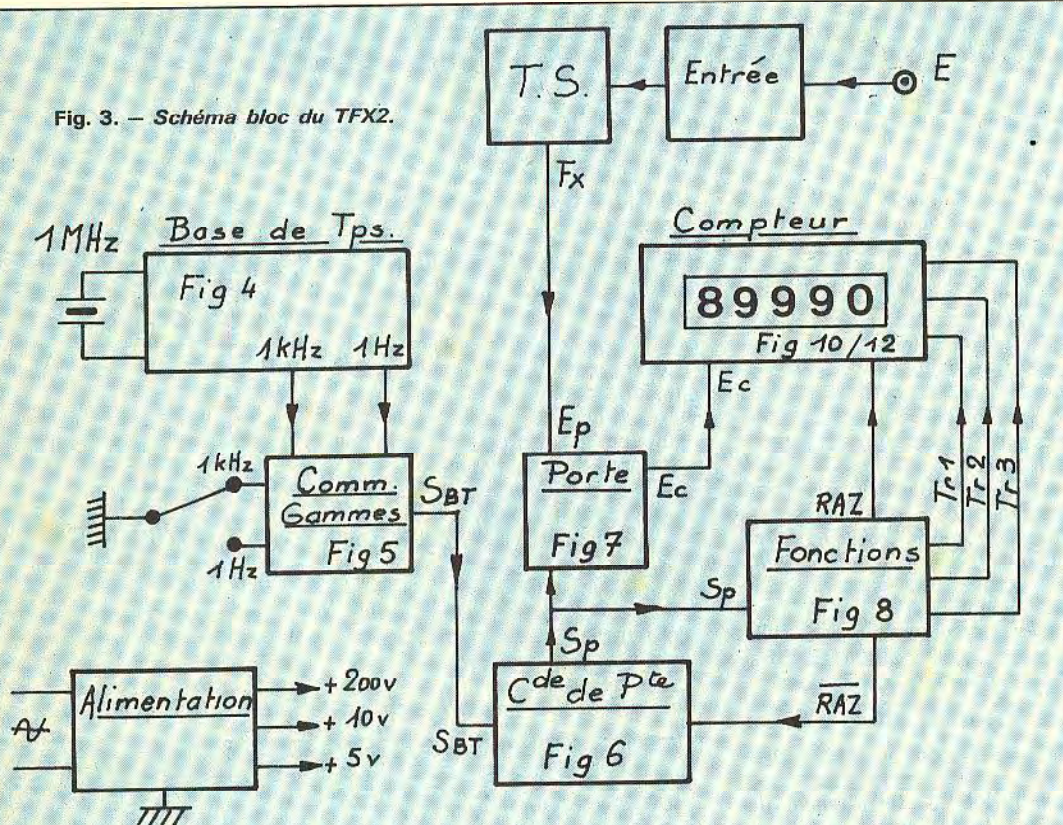 T.S.
Entrée
E
Fig. 3. — Schéma bloc du TFX2.
Fx
1MHz
Base de Tps.
Fig 4
1kHz 1Hz
Compteur
89990
Fig 10/12
Ec
Ep
1kHz
Comm.
Gammes
Fig 5
1Hz
SBT
Porte
Fig 7
Ec
RAZ
Tr1
Tr2
Tr3
Fonctions
Fig 8
Sp
Sp
Cde de Pte
Fig 6
SBT
RAZ
Alimentation
+ 200v
+ 10v
+ 5v